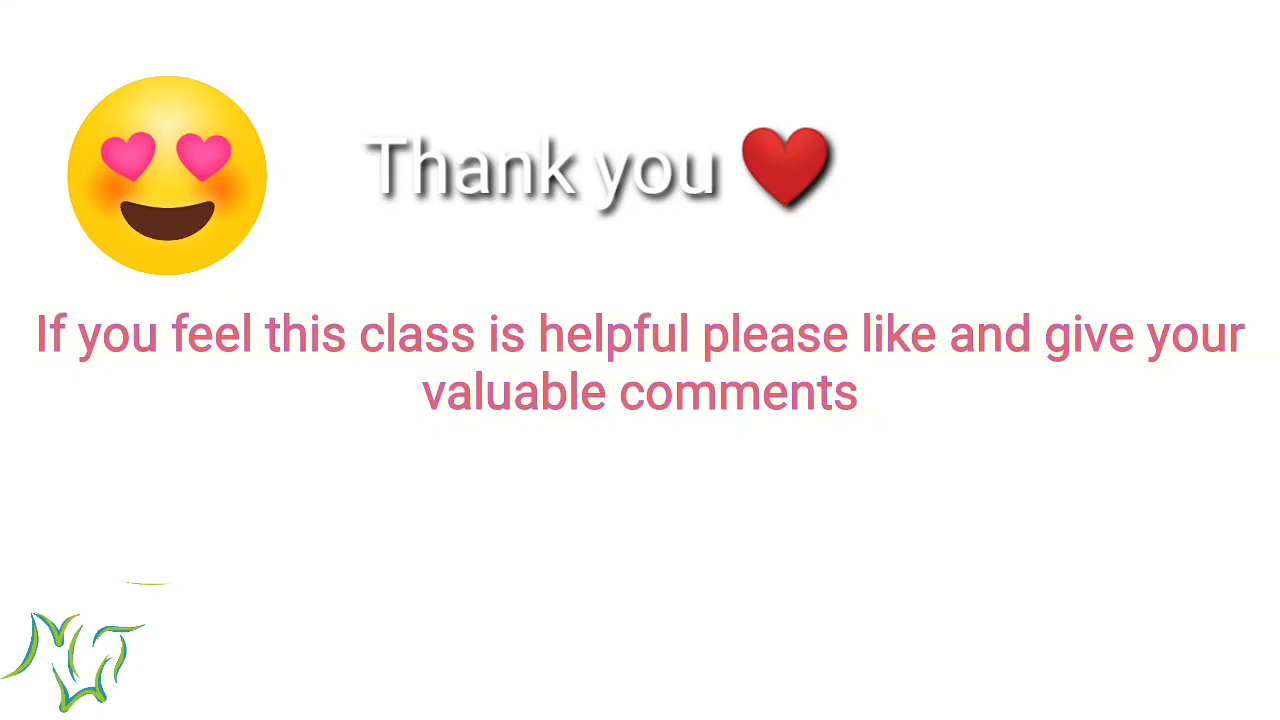 Thank you ❤️
If you feel this class is helpful please like and give your
valuable comments